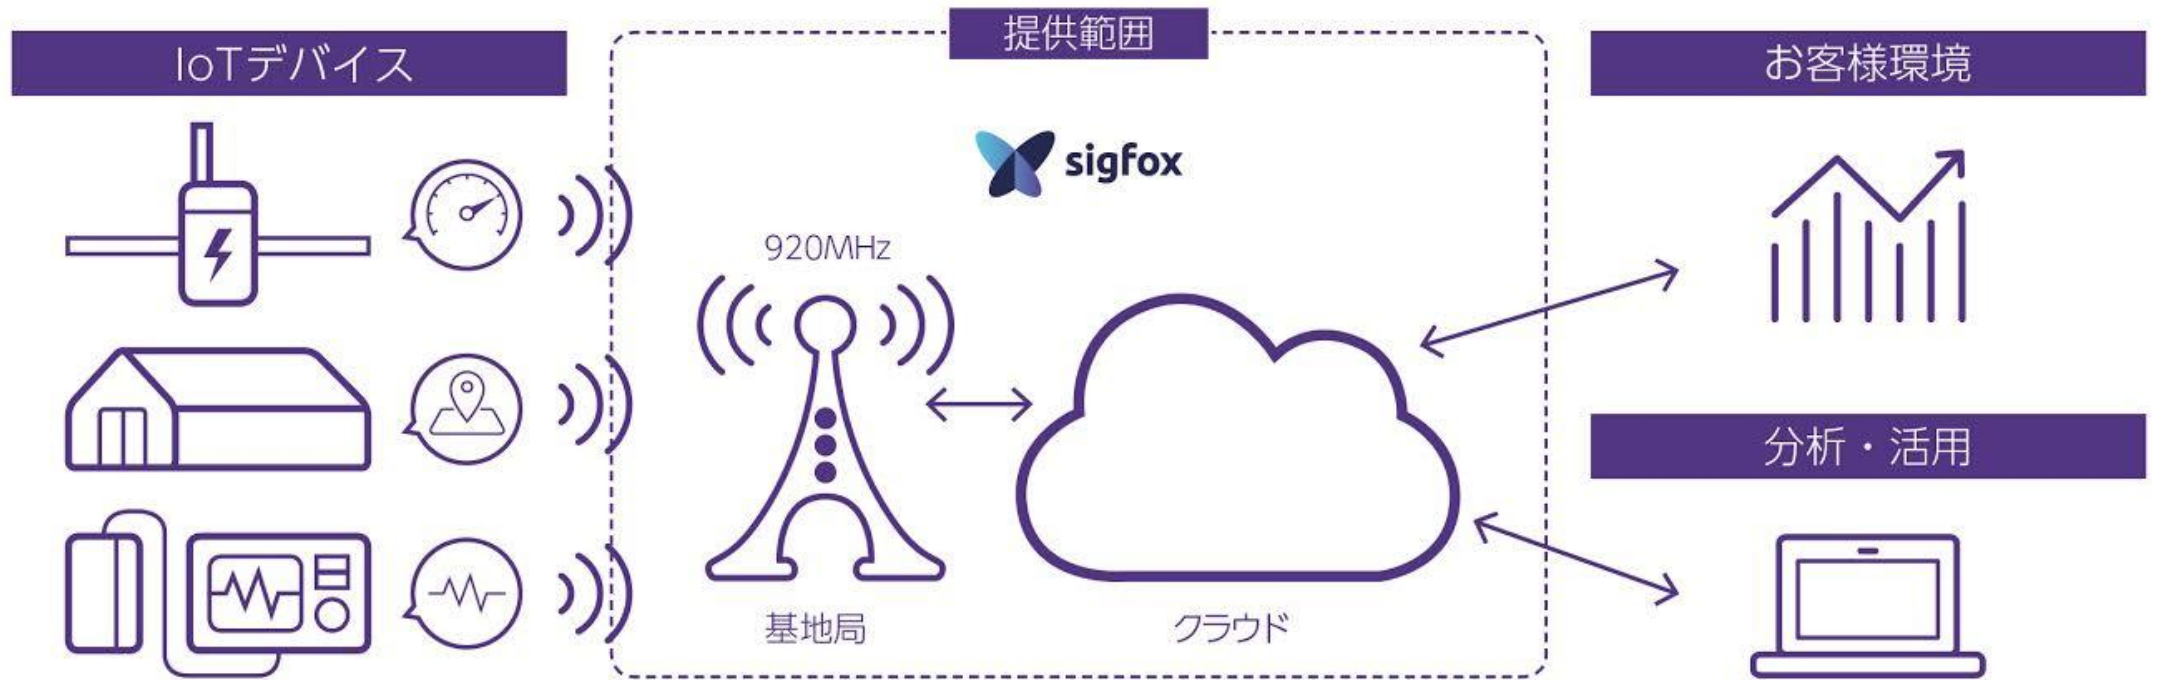 IoTデバイス
提供範囲
sigfox
920MHz
基地局
クラウド
お客様環境
分析・活用